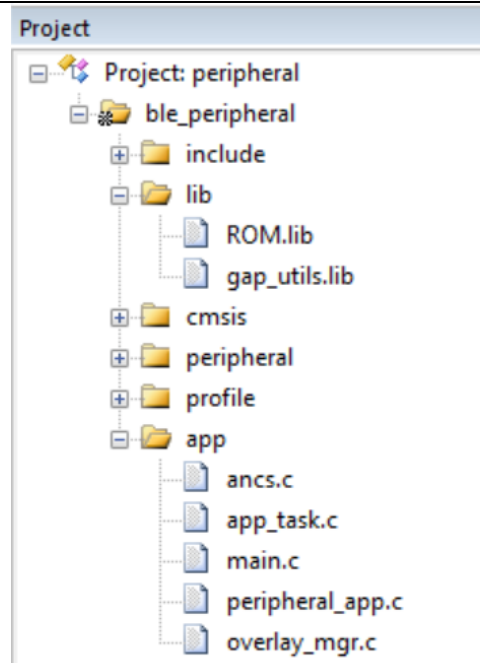 Project
Project: peripheral
ble_peripheral
include
lib
ROM.lib
gap_utils.lib
cmsis
peripheral
profile
app
ancs.c
app_task.c
main.c
peripheral_app.c
overlay_mgr.c